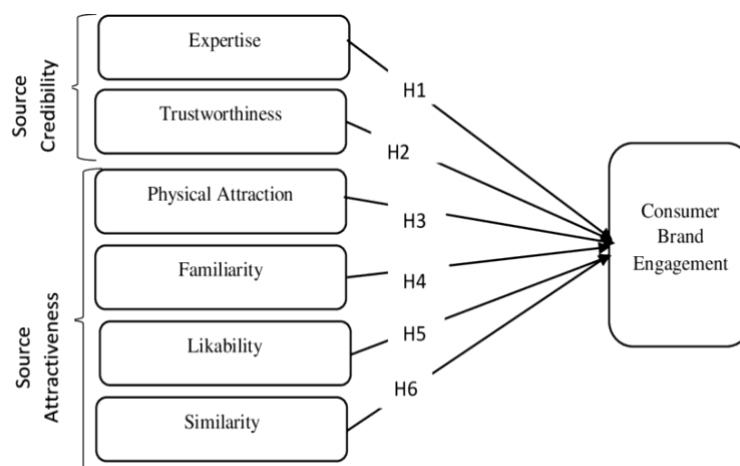 Source
Credibility
Expertise
Trustworthiness
Source
Attractiveness
Physical Attraction
Familiarity
Likability
Similarity
H1
H2
H3
H4
H5
H6
Consumer
Brand
Engagement